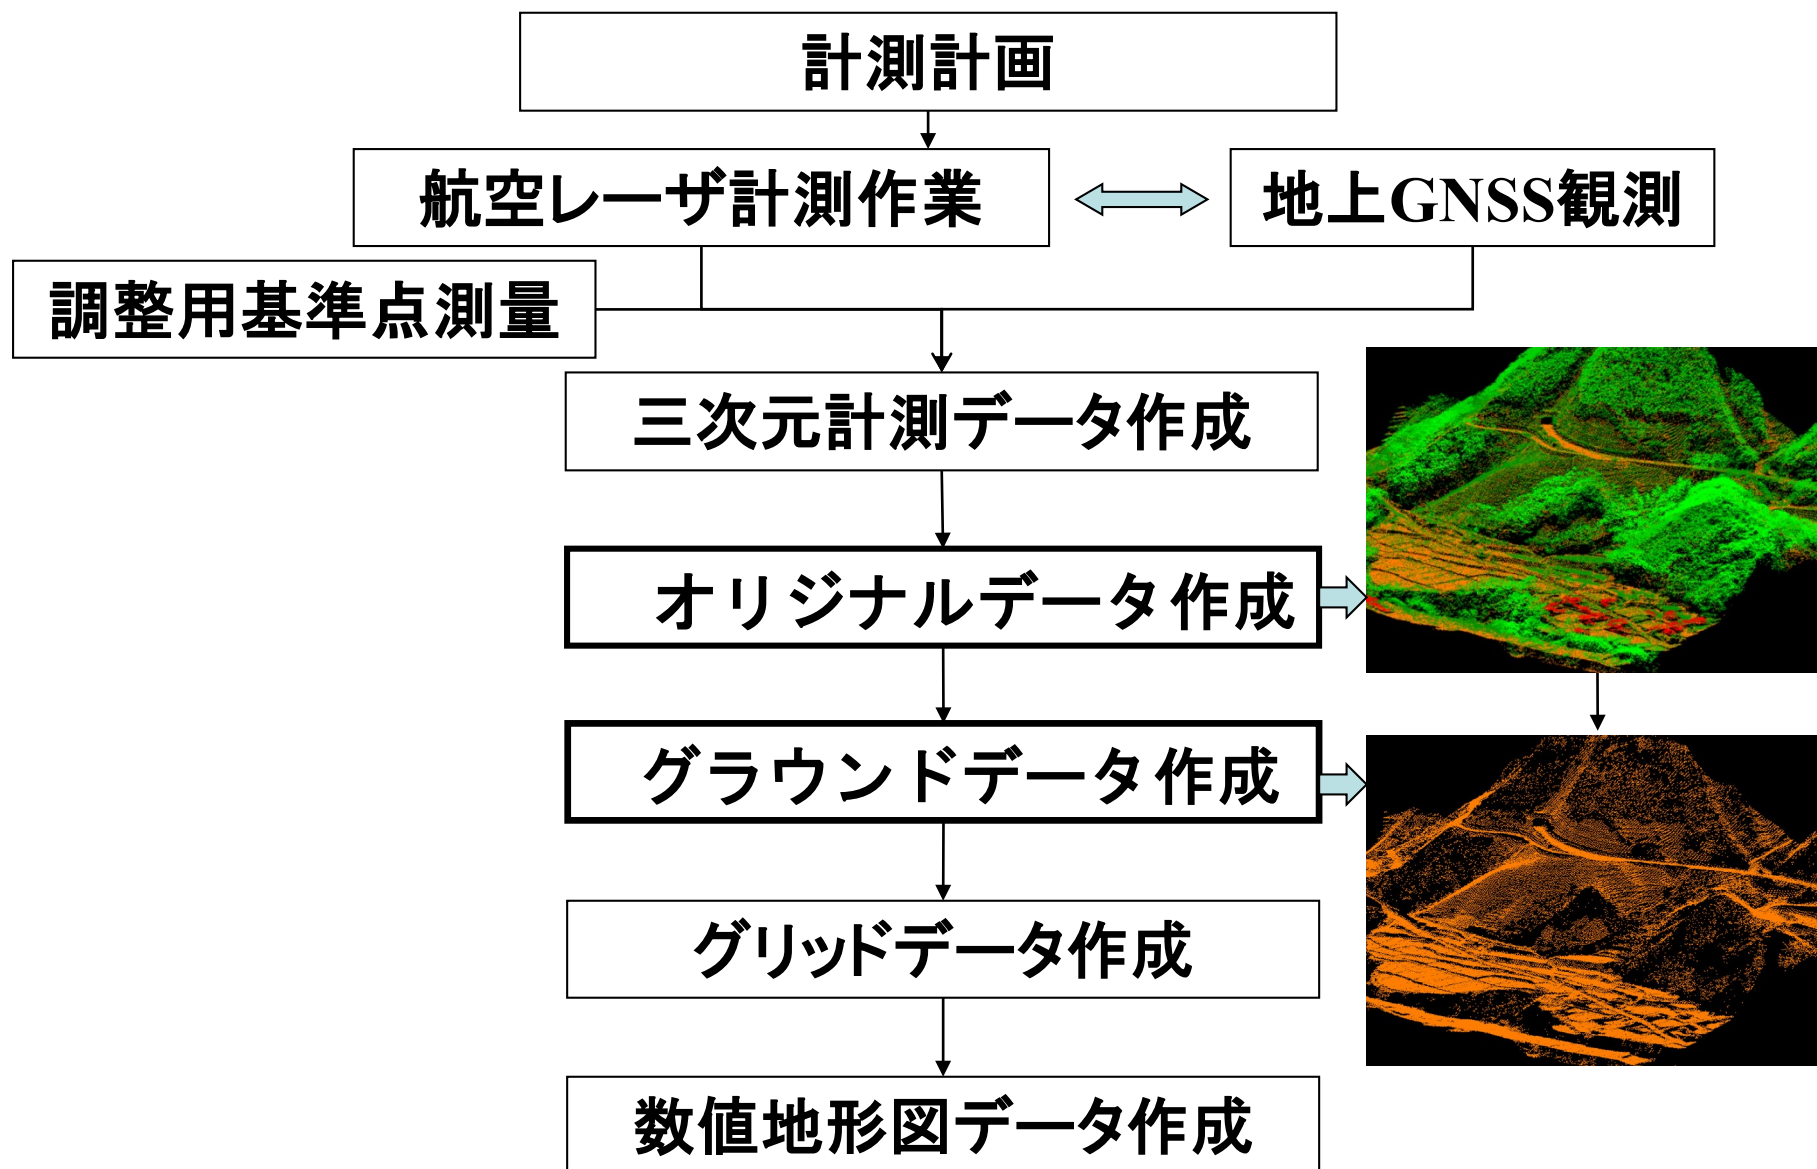 計測計画
航空レーザ計測作業
地上GNSS観測
調整用基準点測量
三次元計測データ作成
オリジナルデータ作成
グラウンドデータ作成
グリッドデータ作成
数値地形図データ作成